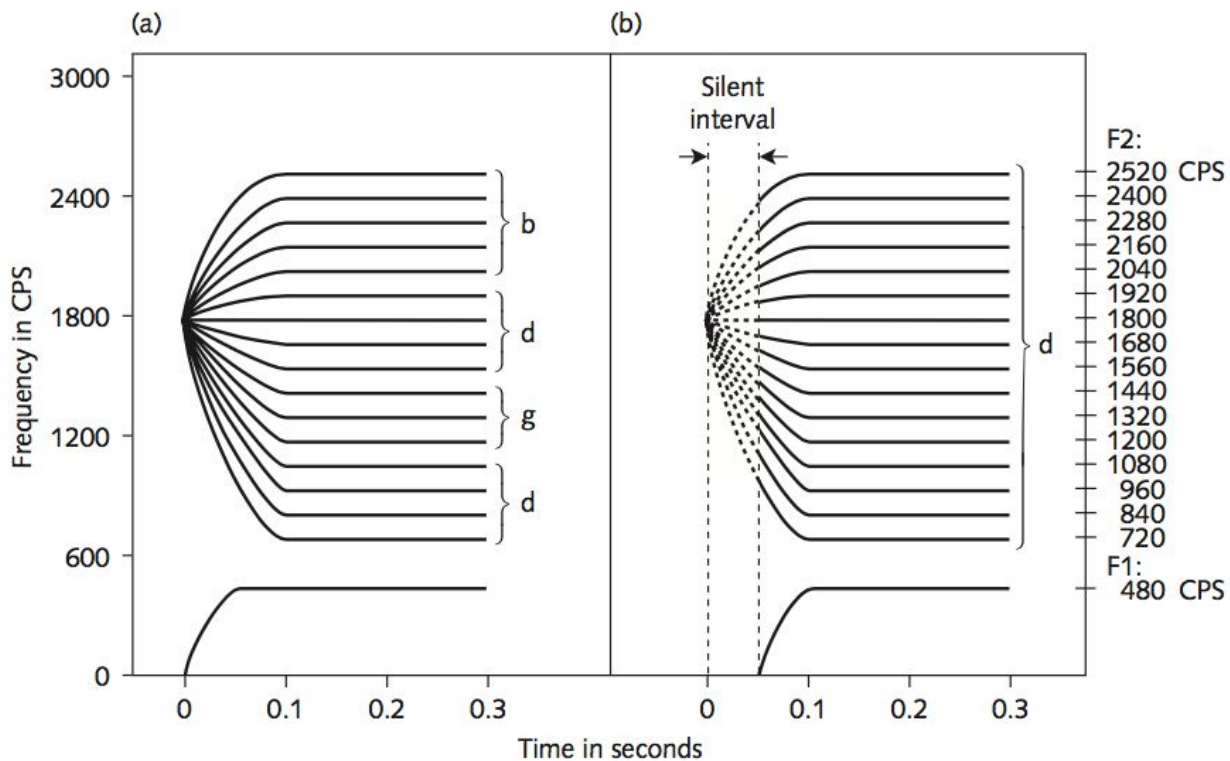 (a)
(b)
3000
2400
1800
1200
600
0
Frequency in CPS
b
d
g
d
0
0.1
0.2
0.3
Silent
interval
d
0
0.1
0.2
0.3
F2:
2520 CPS
2400
2280
2160
2040
1920
1800
1680
1560
1440
1320
1200
1080
960
840
720
F1:
480 CPS
Time in seconds